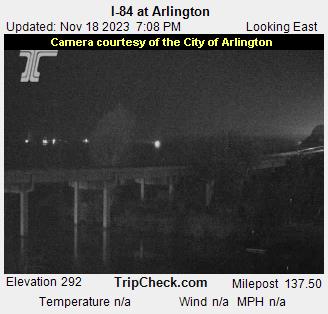 I-84 at Arlington
Updated: Nov 18 2023 7:08 PM Looking East
Camera courtesy of the City of Arlington
Elevation 292 TripCheck.com Milepost 137.50
Temperature n/a Wind n/a MPH n/a